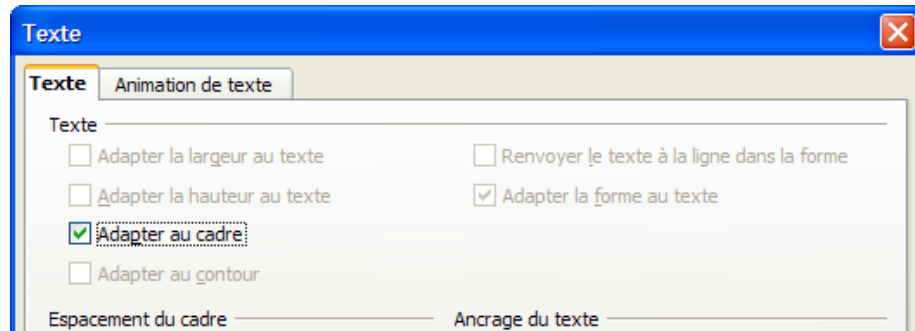 Texte
Texte Animation de texte
Texte
Adapter la largeur au texte Renvoyer le texte à la ligne dans la forme
Adapter la hauteur au texte Adapter la forme au texte
Adapter au cadre
Adapter au contour
Espacement du cadre Ancrage du texte